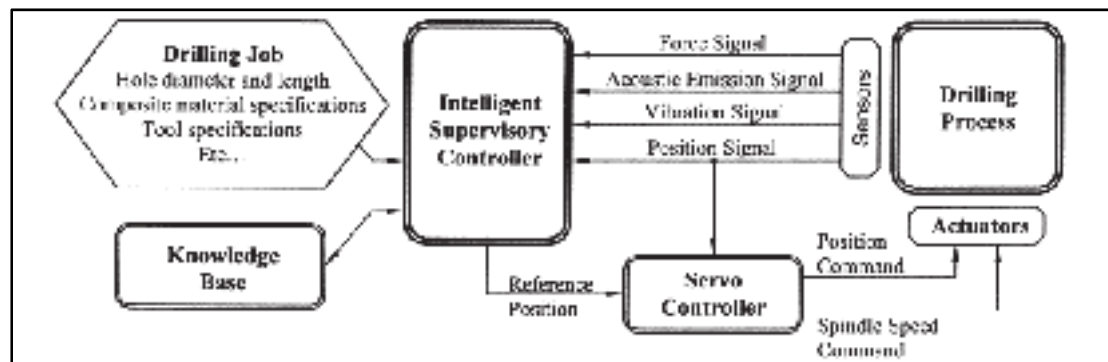 Drilling Job
Hole diameter and length
Composite material specifications
Tool specifications
Etc...
Knowledge
Base
Intelligent
Supervisory
Controller
Force Signal
Acoustic Emission Signal
Vibration Signal
Position Signal
Sensors
Drilling
Process
Actuators
Reference
Position
Servo
Controller
Position
Command
Spindle Speed
Command